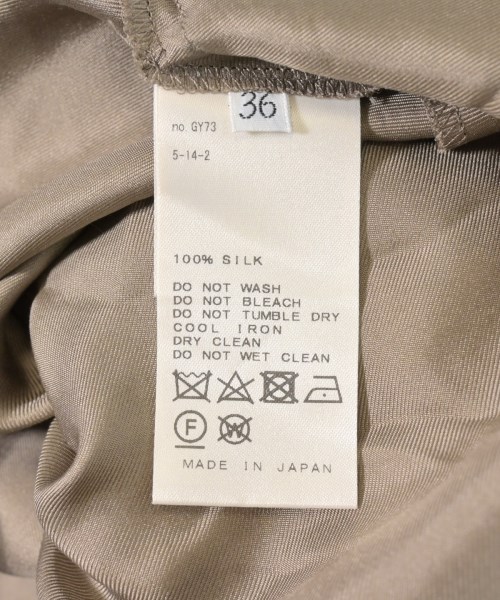 36
no GY73
5-14-2
100% SILK
DO NOT WASH
DO NOT BLEACH
DO NOT TUMBLE DRY
COOL IRON
DRY CLEAN
DO NOT WET CLEAN
F W
MADE IN JAPAN